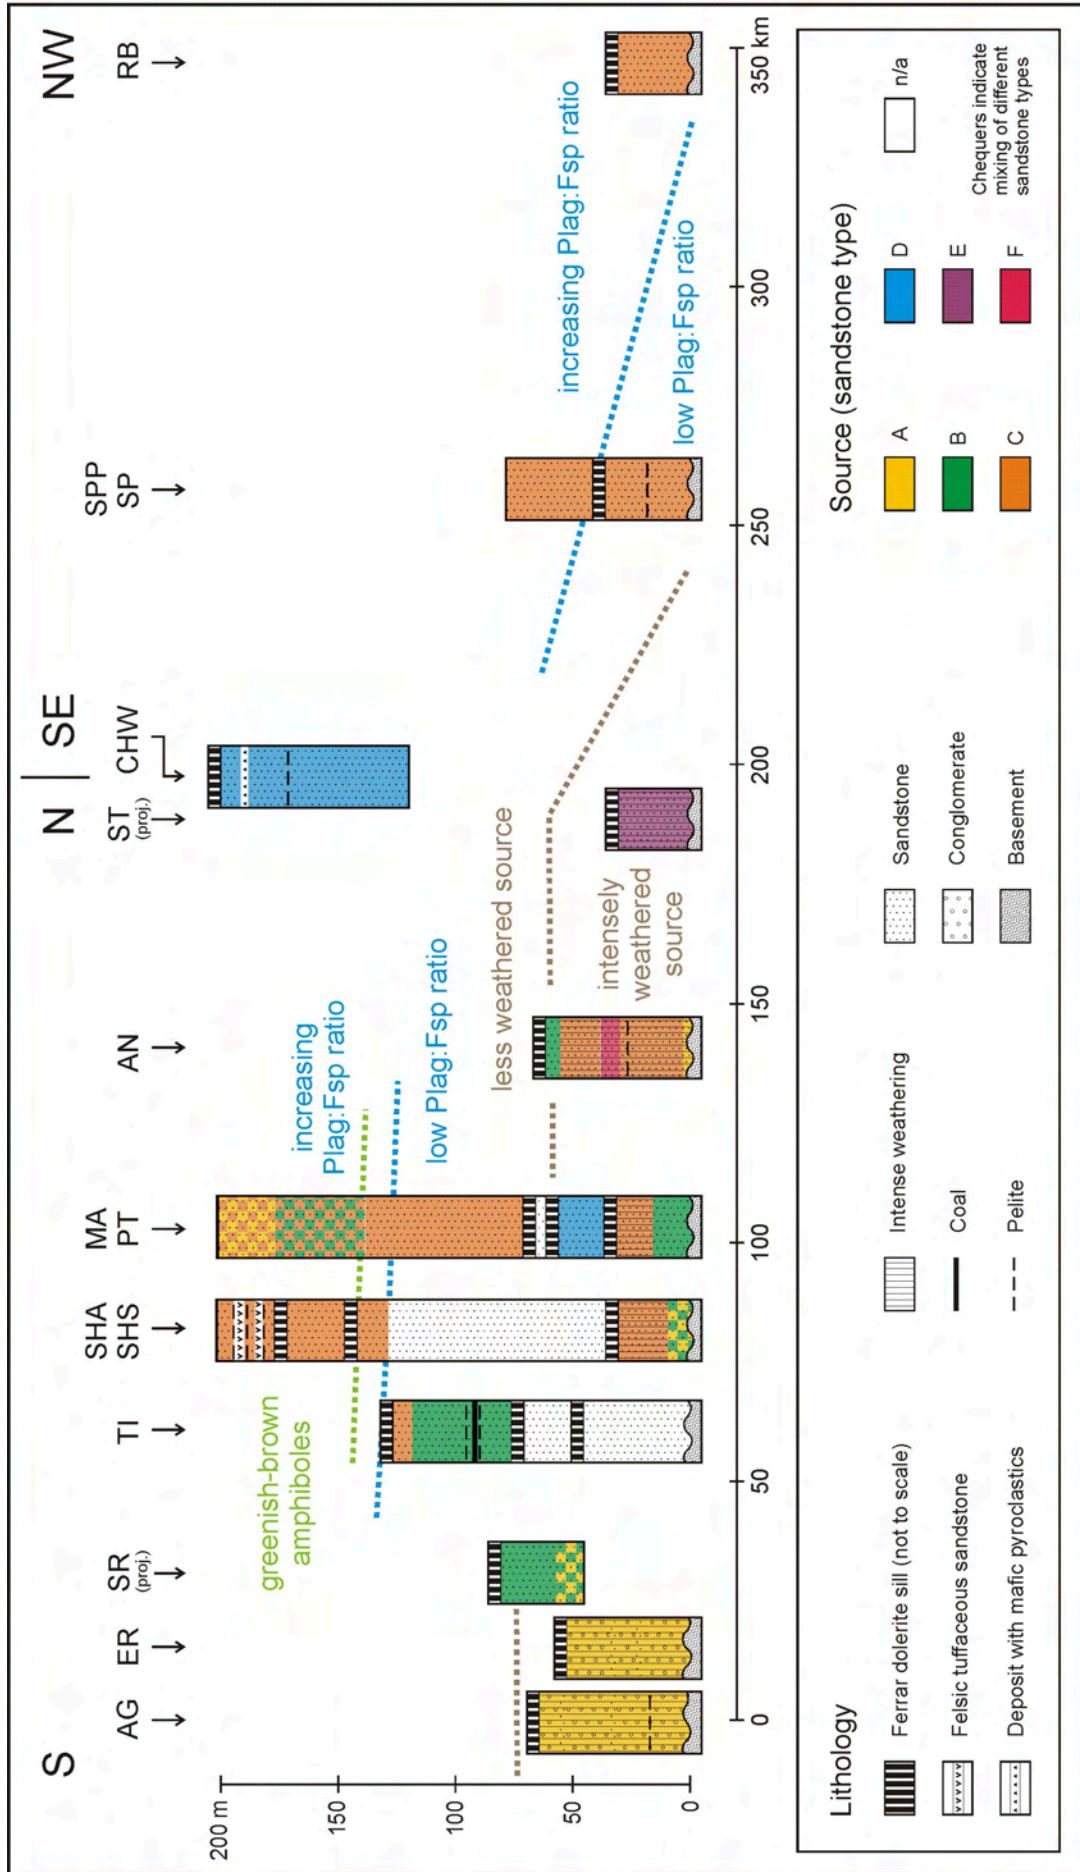 S
N
SE
NW
AG
ER
SR
(proj.)
TI
SHA
SHS
MA
PT
AN
ST
(proj.)
CHW
SPP
SP
RB
200 m
150
100
50
0
greenish-brown
amphiboles
increasing
Plag:Fsp ratio
low Plag:Fsp ratio
less weathered source
intensely
weathered
source
increasing Plag:Fsp ratio
low Plag:Fsp ratio
0
50
100
150
200
250
300
350 km
Lithology
Ferrar dolerite sill (not to scale)
Felsic tuffaceous sandstone
Deposit with mafic pyroclastics
Intense weathering
Coal
Pelite
Sandstone
Conglomerate
Basement
Source (sandstone type)
A
B
C
D
E
F
n/a
Chequers indicate
mixing of different
sandstone types